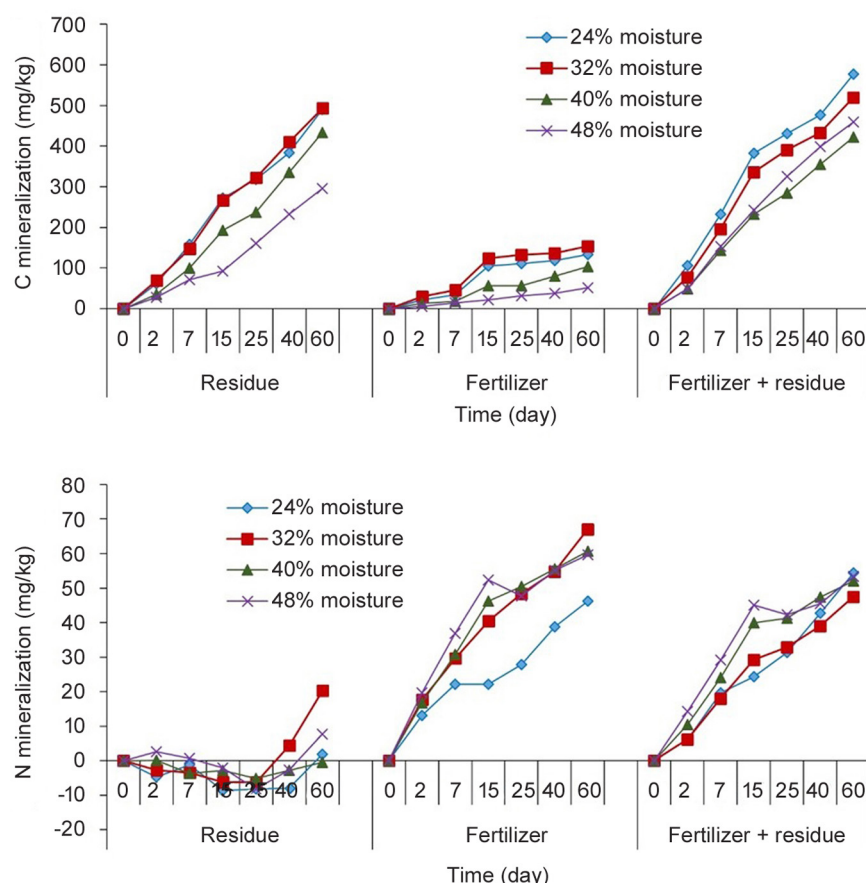 C mineralization (mg/kg)
700
600
500
400
300
200
100
0
24% moisture
32% moisture
40% moisture
48% moisture
0 2 7 15 25 40 60 0 2 7 15 25 40 60 0 2 7 15 25 40 60
Residue Fertilizer Fertilizer + residue
Time (day)
N mineralization (mg/kg)
80
70
60
50
40
30
20
10
0
-10
-20
24% moisture
32% moisture
40% moisture
48% moisture
0 2 7 15 25 40 60 0 2 7 15 25 40 60 0 2 7 15 25 40 60
Residue Fertilizer Fertilizer + residue
Time (day)